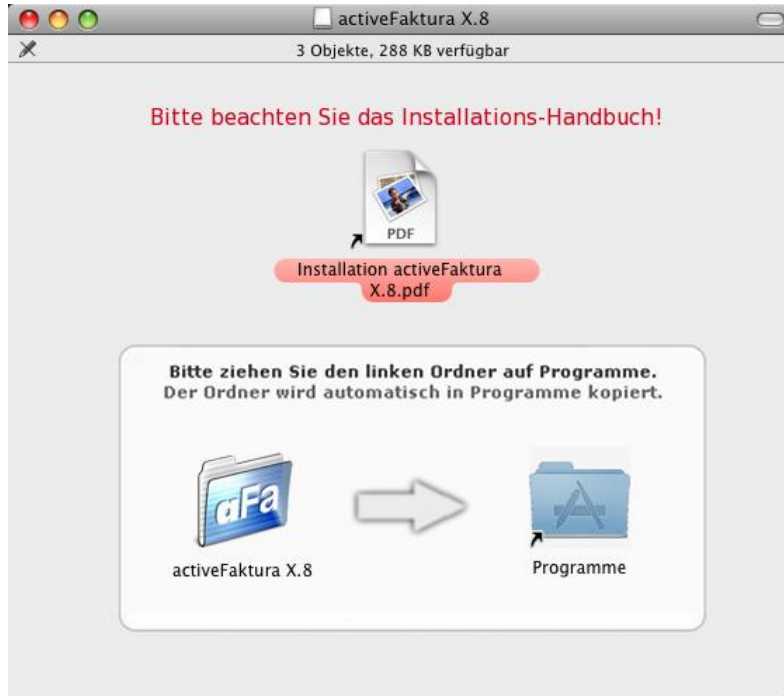 activeFaktura X.8
3 Objekte, 288 KB verfügbar
Bitte beachten Sie das Installations-Handbuch!
PDF
Installation activeFaktura
X.8.pdf
Bitte ziehen Sie den linken Ordner auf Programme.
Der Ordner wird automatisch in Programme kopiert.
aFa
activeFaktura X.8
Programme